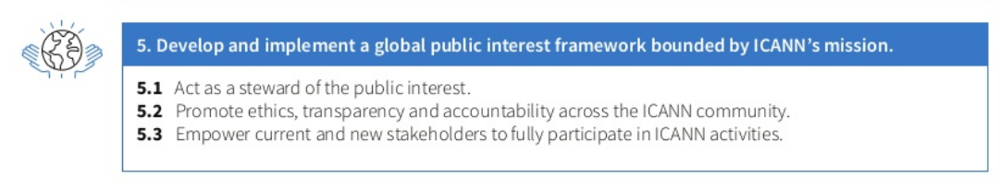 5. Develop and implement a global public interest framework bounded by ICANN's mission.
5.1 Act as a steward of the public interest.
5.2 Promote ethics, transparency and accountability across the ICANN community.
5.3 Empower current and new stakeholders to fully participate in ICANN activities.